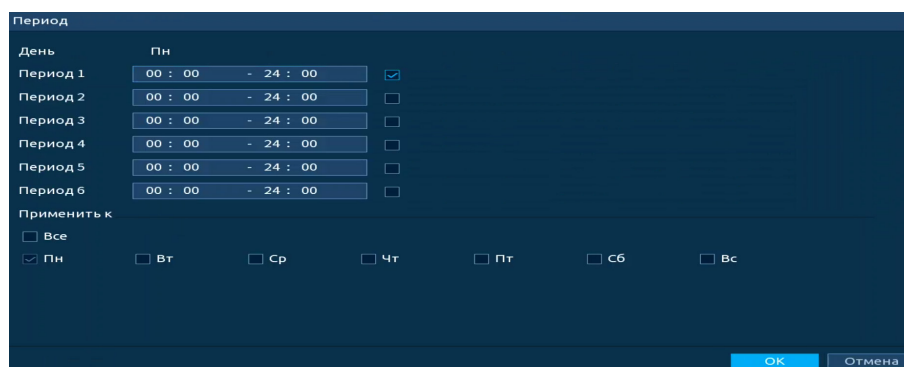 Период
День Пн
Период 1 00 : 00 - 24 : 00
Период 2 00 : 00 - 24 : 00
Период 3 00 : 00 - 24 : 00
Период 4 00 : 00 - 24 : 00
Период 5 00 : 00 - 24 : 00
Период 6 00 : 00 - 24 : 00
Применить к
Все
Пн Вт Ср Чт Пт Сб Вс
OK Отмена